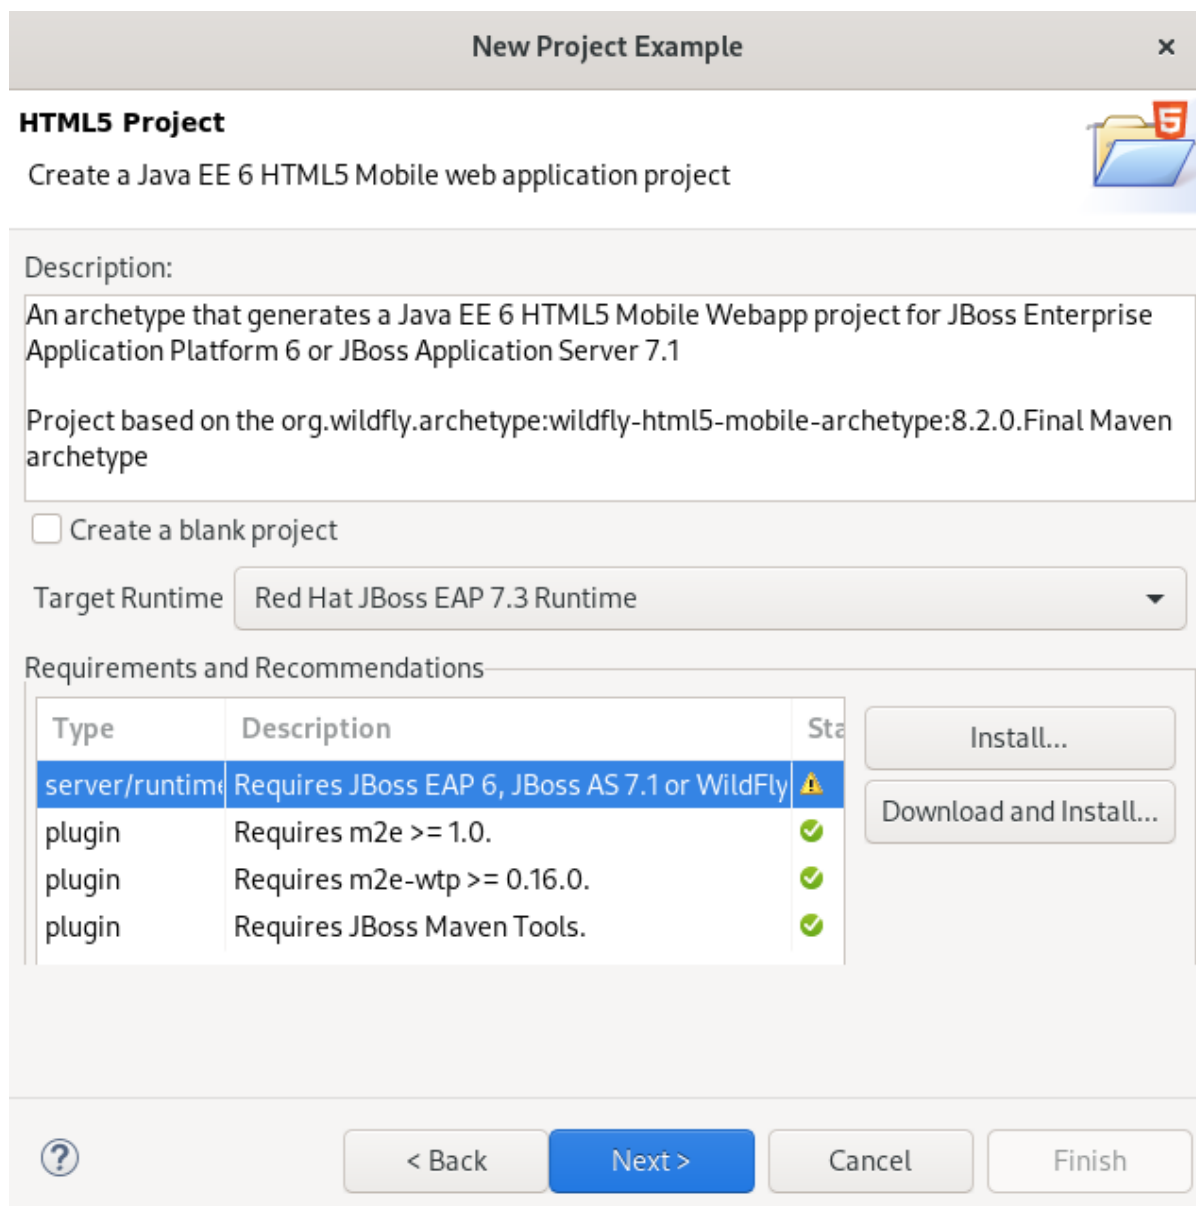 New Project Example ×
HTML5 Project
5
Create a Java EE 6 HTML5 Mobile web application project
Description:
An archetype that generates a Java EE 6 HTML5 Mobile Webapp project for JBoss Enterprise
Application Platform 6 or JBoss Application Server 7.1
Project based on the org.wildfly.archetype:wildfly-html5-mobile-archetype:8.2.0.Final Maven
archetype
Create a blank project
Target Runtime Red Hat JBoss EAP 7.3 Runtime
Requirements and Recommendations
Type Description Sta
Install...
server/runtime Requires JBoss EAP 6, JBoss AS 7.1 or WildFly
Download and Install...
plugin Requires m2e >= 1.0.
plugin Requires m2e-wtp >= 0.16.0.
plugin Requires JBoss Maven Tools.
? < Back Next > Cancel Finish